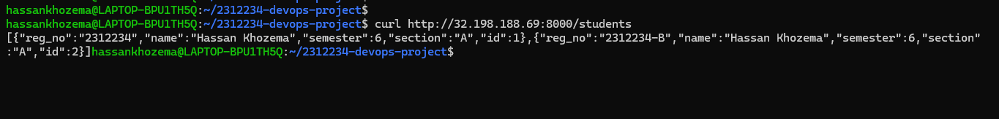 hassankhozema@LAPTOP-BPU1TH5Q:~/2312234-devops-project$
hassankhozema@LAPTOP-BPU1TH5Q:~/2312234-devops-project$ curl http://32.198.188.69:8000/students
[{"reg_no":"2312234","name":"Hassan Khozema","semester":6,"section":"A","id":1},{"reg_no":"2312234-B","name":"Hassan Khozema","semester":6,"section"
:"A","id":2}]hassankhozema@LAPTOP-BPU1TH5Q:~/2312234-devops-project$